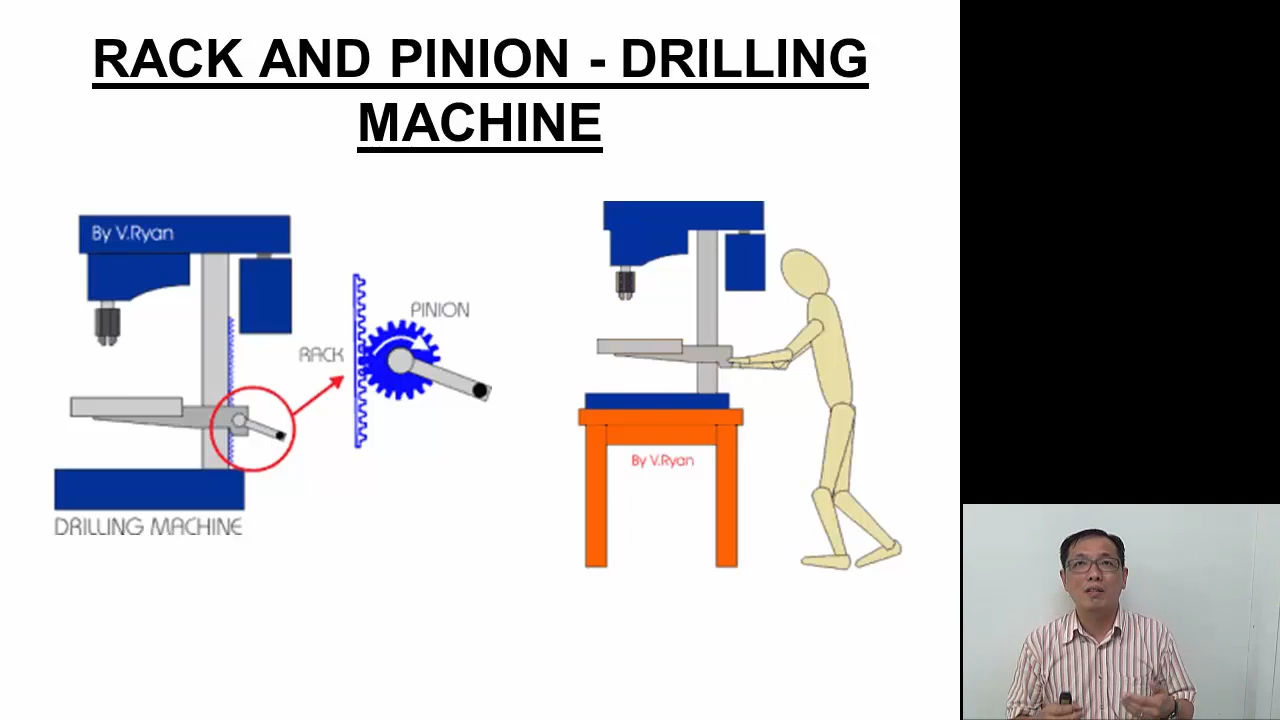 RACK AND PINION - DRILLING
MACHINE
By V.Ryan
PINION
RACK
By V.Ryan
DRILLING MACHINE